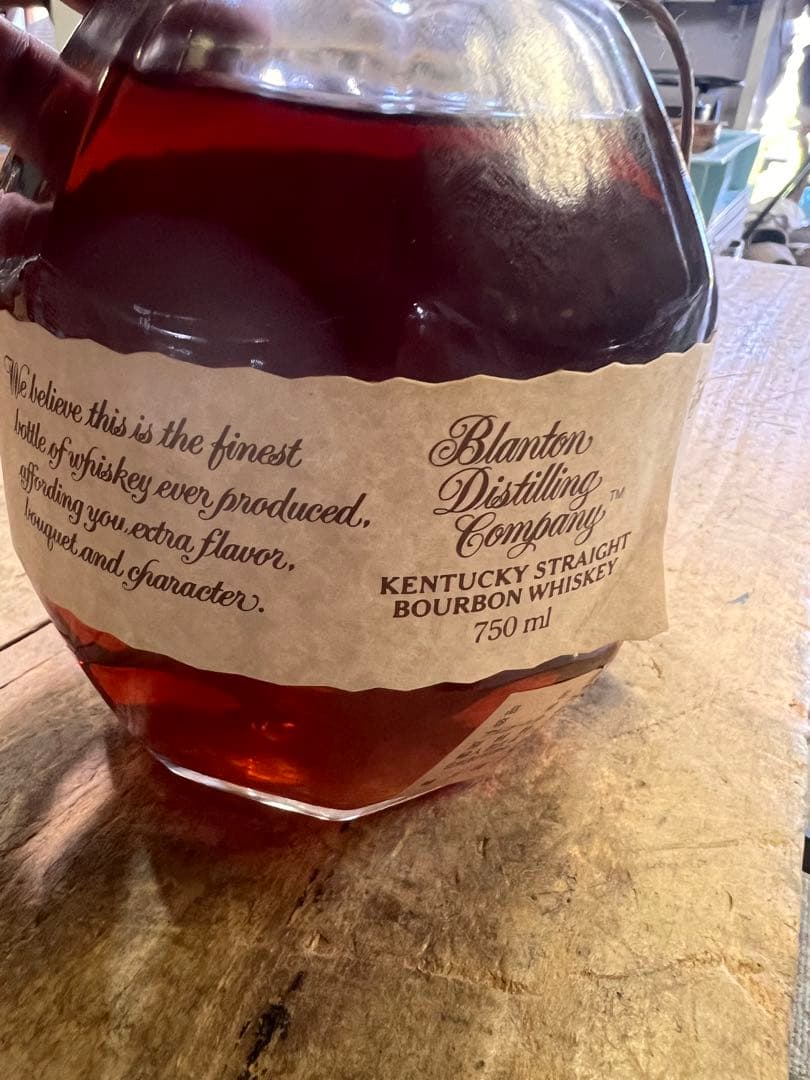 We believe this is the finest
bottle of whiskey ever produced,
affording you extra flavor,
bouquet and character.
Blanton
Distilling
Company™
KENTUCKY STRAIGHT
BOURBON WHISKEY
750 ml